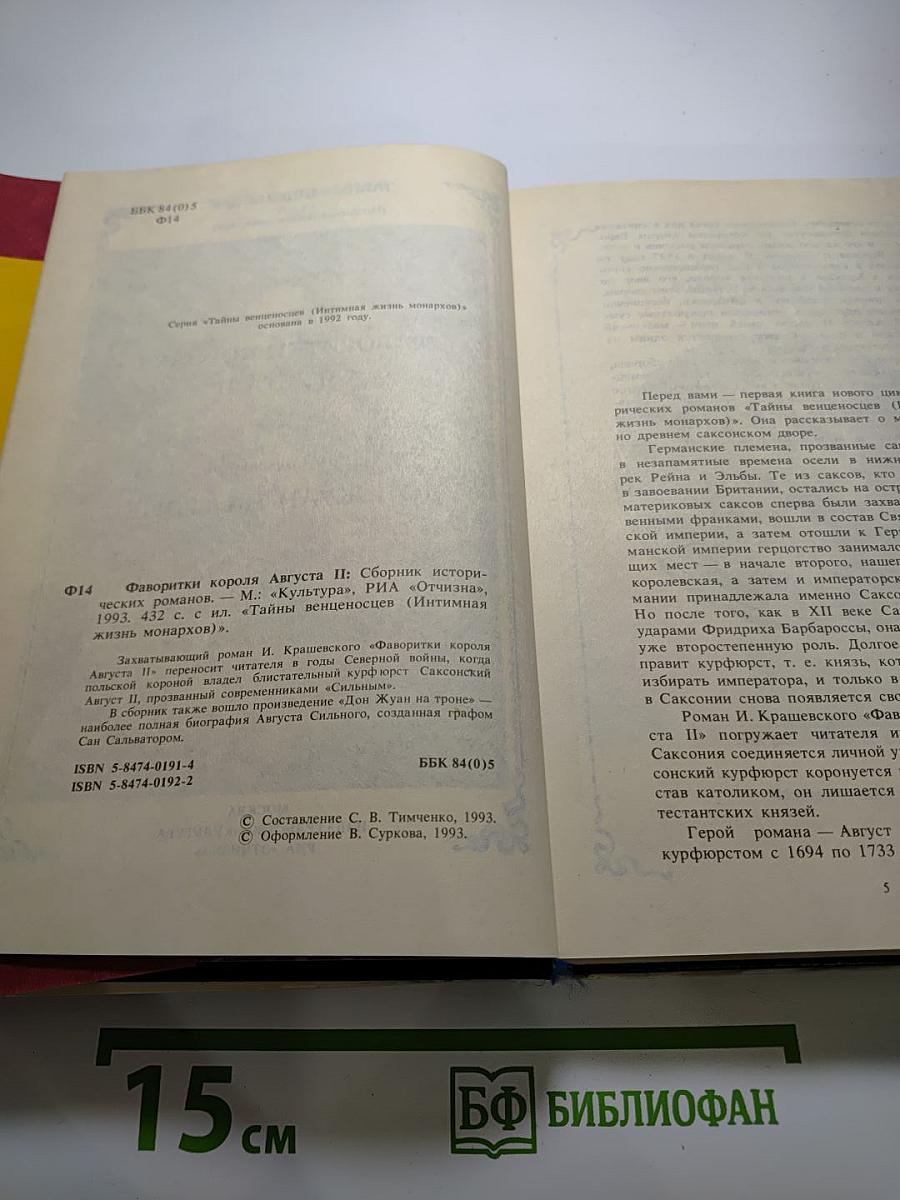 ББК 84(0)5
Ф14
Серия «Тайны венценосцев (Интимная жизнь монархов)»
основана в 1992 году.
Ф14 Фаворитки короля Августа II: Сборник истори-
ческих романов. — М.: «Культура», РИА «Отчизна»,
1993. 432 с. с ил. «Тайны венценосцев (Интимная
жизнь монархов)».
Захватывающий роман И. Крашевского «Фаворитки короля
Августа II» переносит читателя в годы Северной войны, когда
польской короной владел блистательный курфюрст Саксонский
Август II, прозванный современниками «Сильным».
В сборник также вошло произведение «Дон Жуан на троне» —
наиболее полная биография Августа Сильного, созданная графом
Сан Сальватором.
ISBN 5-8474-0191-4 ББК 84(0)5
ISBN 5-8474-0192-2
© Составление С. В. Тимченко, 1993.
© Оформление В. Суркова, 1993.
Перед вами — первая книга нового цик
рических романов «Тайны венценосцев (
жизнь монархов)». Она рассказывает о м
но древнем саксонском дворе.
Германские племена, прозванные са
в незапамятные времена осели в нижн
рек Рейна и Эльбы. Те из саксов, кто
в завоевании Британии, остались на остр
материковых саксов сперва были захва
венными франками, вошли в состав Свя
ской империи, а затем отошли к Гер
манской империи герцогство занимало
щих мест — в начале второго, нашег
королевская, а затем и императорск
мании принадлежала именно Саксо
Но после того, как в XII веке Са
ударами Фридриха Барбароссы, она
уже второстепенную роль. Долгое
правит курфюрст, т. е. князь, кот
избирать императора, и только в
в Саксонии снова появляется сво
Роман И. Крашевского «Фав
ста II» погружает читателя и
Саксония соединяется личной у
сонский курфюрст коронуется
став католиком, он лишается
тестантских князей.
Герой романа — Август
курфюрстом с 1694 по 1733
5
15 см
БФ БИБЛИОФАН